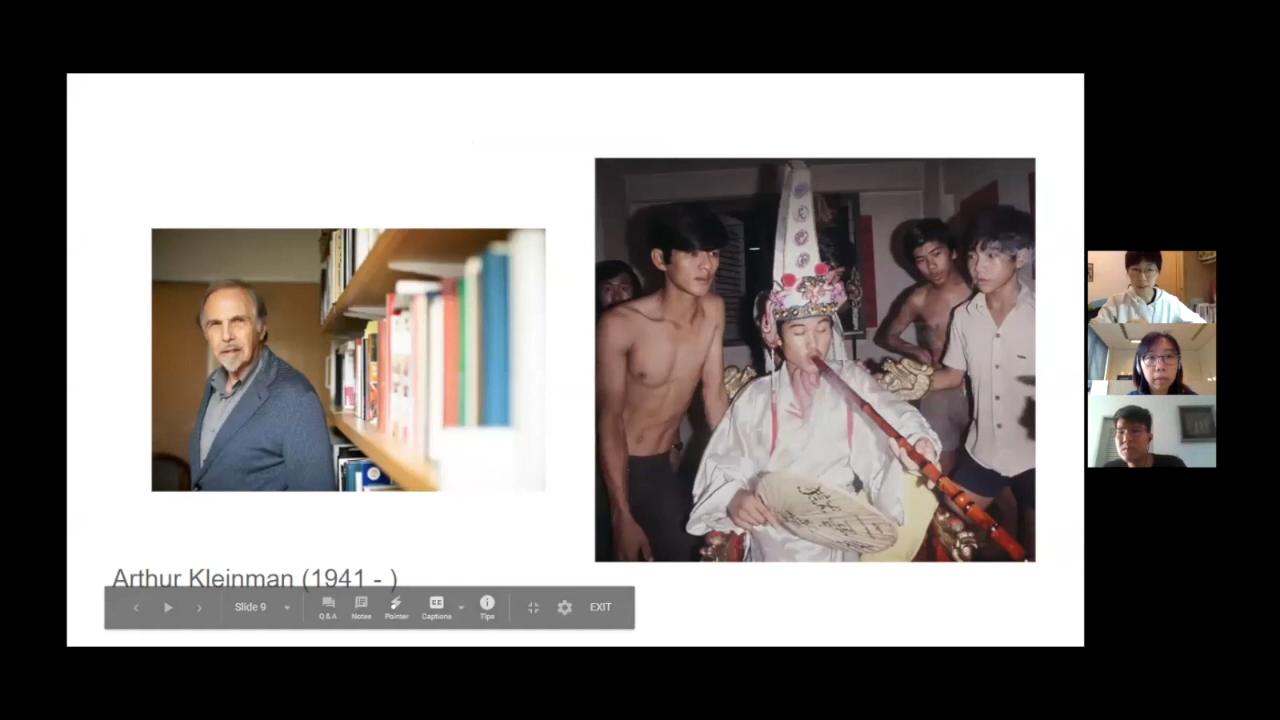 Arthur Kleinman (1941 - )
Slide 9
Q & A
Notes
Pointer
Captions
Tips
EXIT